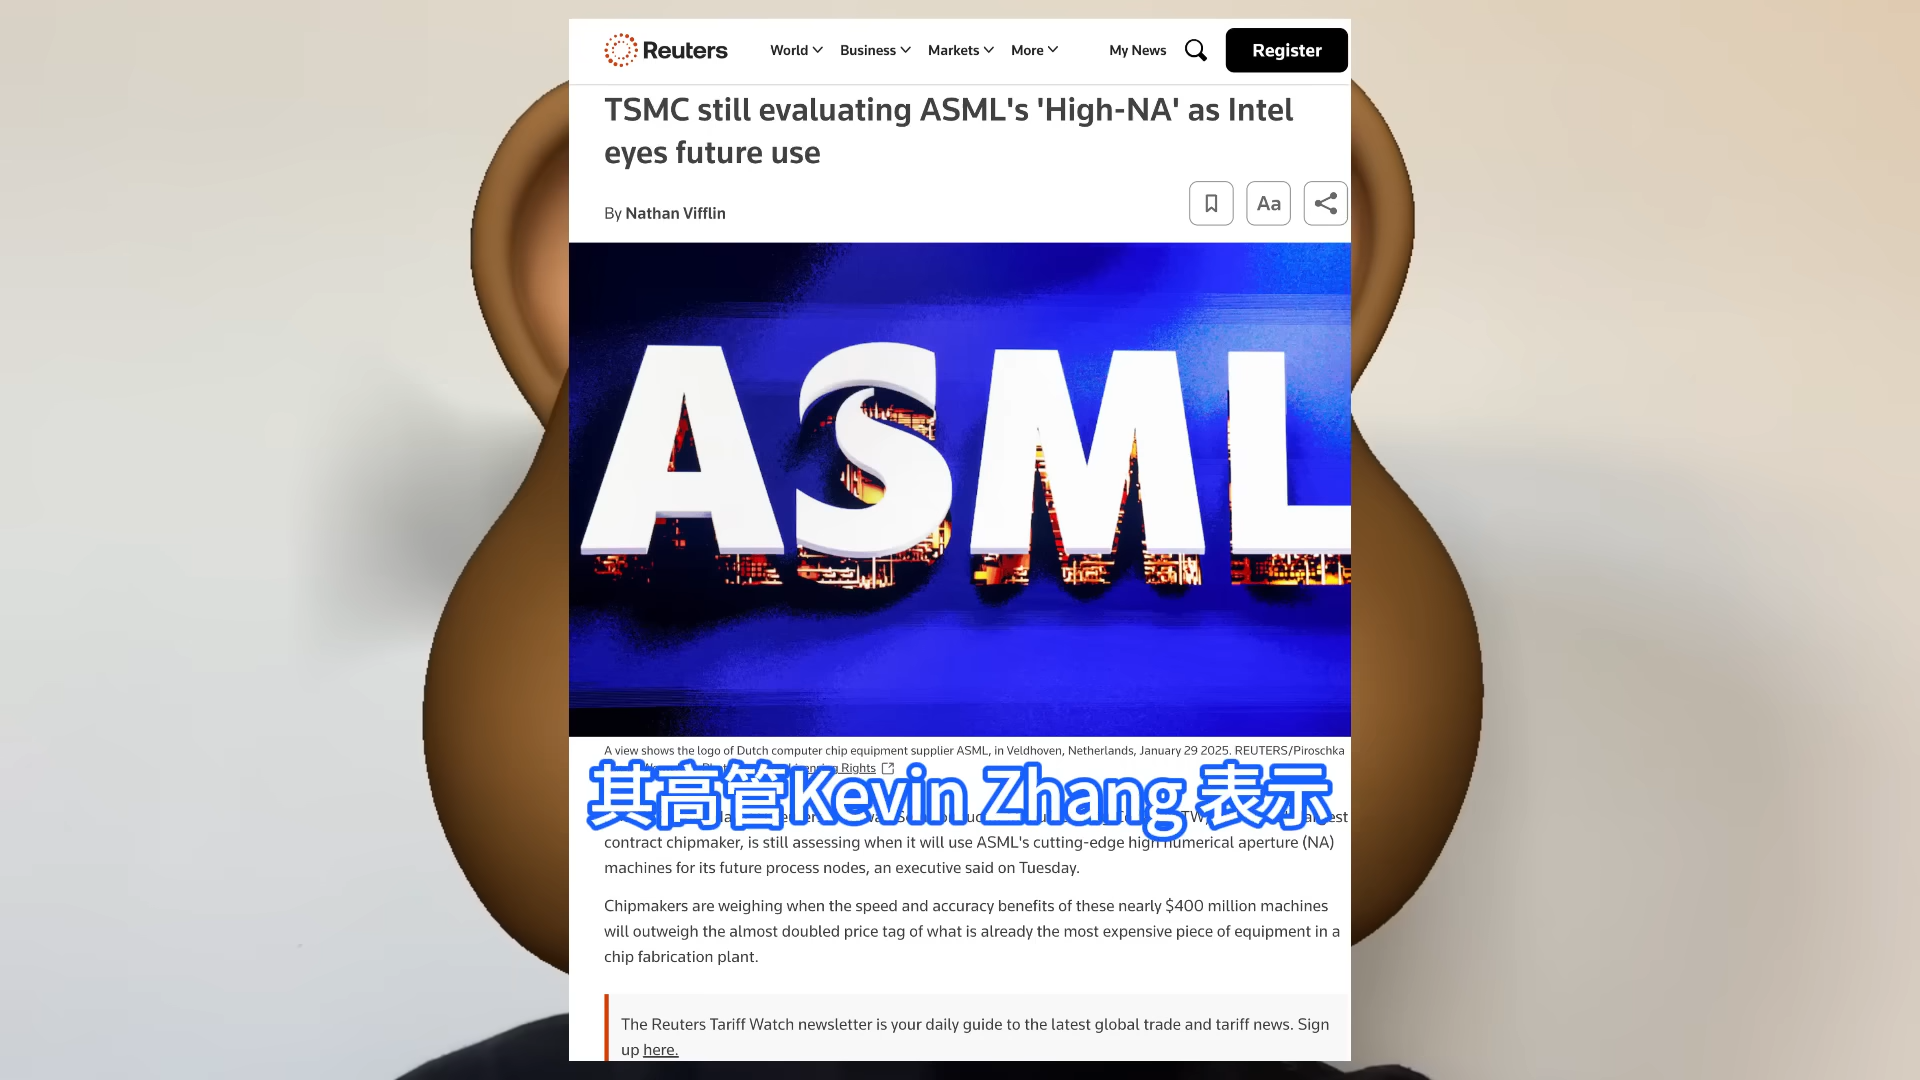 Reuters World Business Markets More My News Register
TSMC still evaluating ASML's 'High-NA' as Intel
eyes future use
By Nathan Vifflin
Aa
ASML
A view shows the logo of Dutch computer chip equipment supplier ASML, in Veldhoven, Netherlands, January 29 2025. REUTERS/Piroschka
Rights
其高管Kevin Zhang 表示
contract chipmaker, is still assessing when it will use ASML's cutting-edge high numerical aperture (NA)
machines for its future process nodes, an executive said on Tuesday.
Chipmakers are weighing when the speed and accuracy benefits of these nearly $400 million machines
will outweigh the almost doubled price tag of what is already the most expensive piece of equipment in a
chip fabrication plant.
The Reuters Tariff Watch newsletter is your daily guide to the latest global trade and tariff news. Sign
up here.